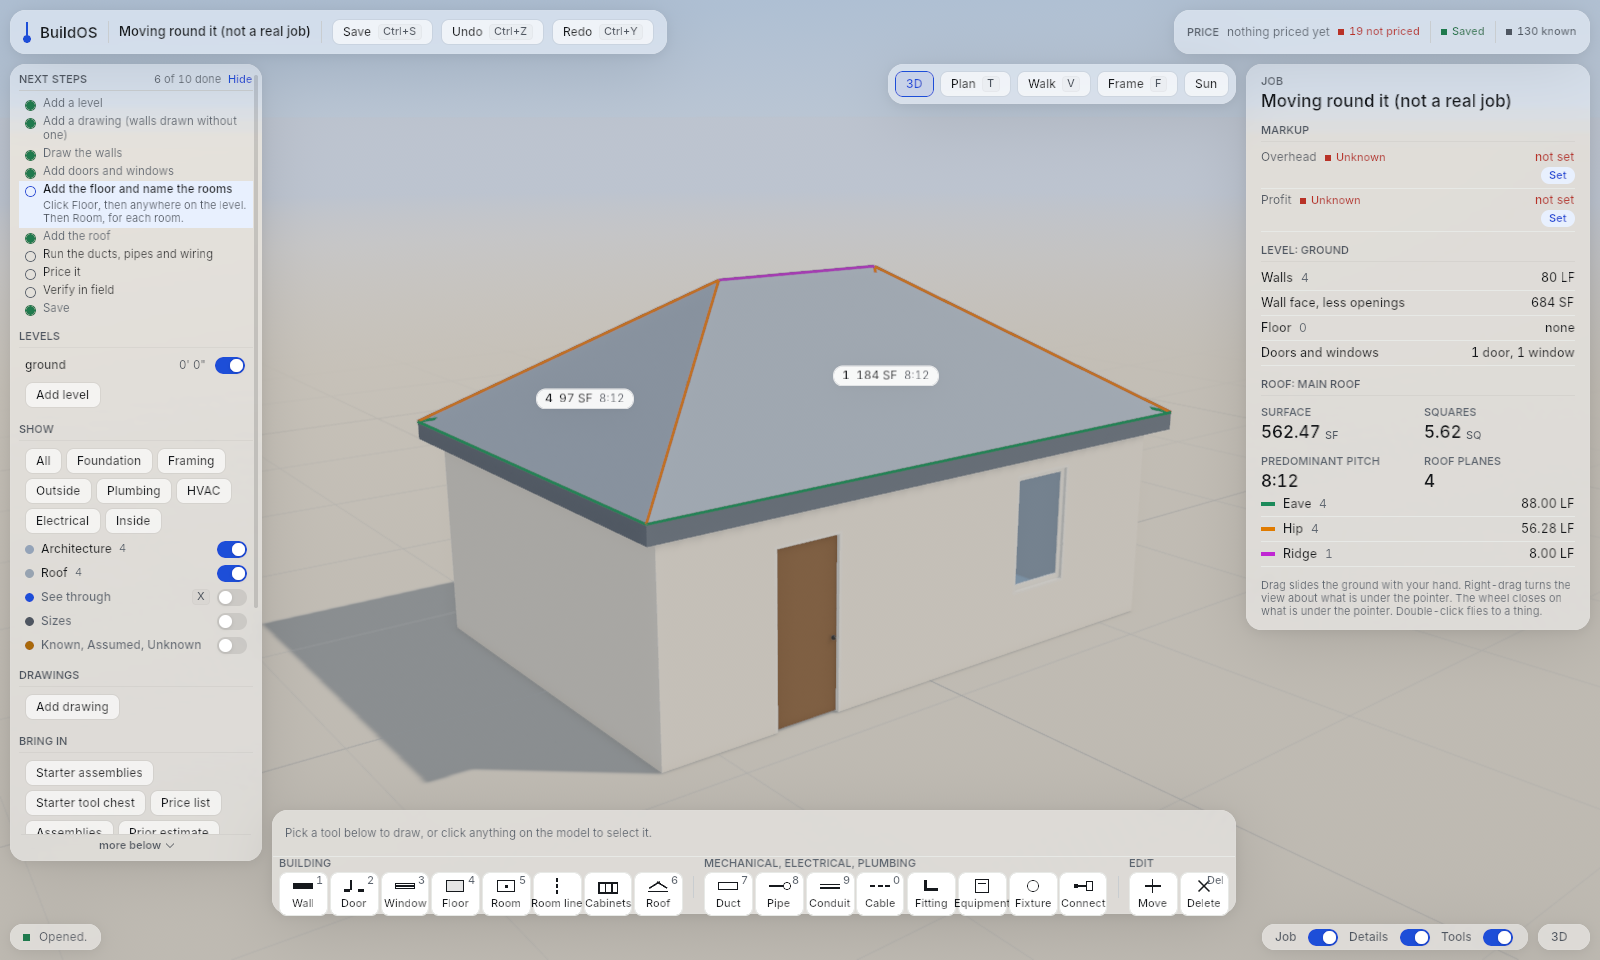 BuildOS
Moving round it (not a real job)
Save Ctrl+S
Undo Ctrl+Z
Redo Ctrl+Y
PRICE nothing priced yet 19 not priced
Saved
130 known
NEXT STEPS 6 of 10 done Hide
Add a level
Add a drawing (walls drawn without
one)
Draw the walls
Add doors and windows
Add the floor and name the rooms
Click Floor, then anywhere on the level.
Then Room, for each room.
Add the roof
Run the ducts, pipes and wiring
Price it
Verify in field
Save
LEVELS
ground 0' 0"
Add level
SHOW
All Foundation Framing
Outside Plumbing HVAC
Electrical Inside
Architecture 4
Roof 4
See through X
Sizes
Known, Assumed, Unknown
DRAWINGS
Add drawing
BRING IN
Starter assemblies
Starter tool chest Price list
Assemblies Prior estimate
more below
Opened.
3D Plan T Walk V Frame F Sun
4 97 SF 8:12
1 184 SF 8:12
JOB
Moving round it (not a real job)
MARKUP
Overhead Unknown not set
Set
Profit Unknown not set
Set
LEVEL: GROUND
Walls 4 80 LF
Wall face, less openings 684 SF
Floor 0 none
Doors and windows 1 door, 1 window
ROOF: MAIN ROOF
SURFACE SQUARES
562.47 SF 5.62 SQ
PREDOMINANT PITCH ROOF PLANES
8:12 4
Eave 4 88.00 LF
Hip 4 56.28 LF
Ridge 1 8.00 LF
Drag slides the ground with your hand. Right-drag turns the
view about what is under the pointer. The wheel closes on
what is under the pointer. Double-click flies to a thing.
Pick a tool below to draw, or click anything on the model to select it.
BUILDING MECHANICAL, ELECTRICAL, PLUMBING EDIT
1 2 3 4 5 6 7 8 9 0 Del
Wall Door Window Floor Room Room line Cabinets Roof Duct Pipe Conduit Cable Fitting Equipment Fixture Connect Move Delete
Job Details Tools 3D